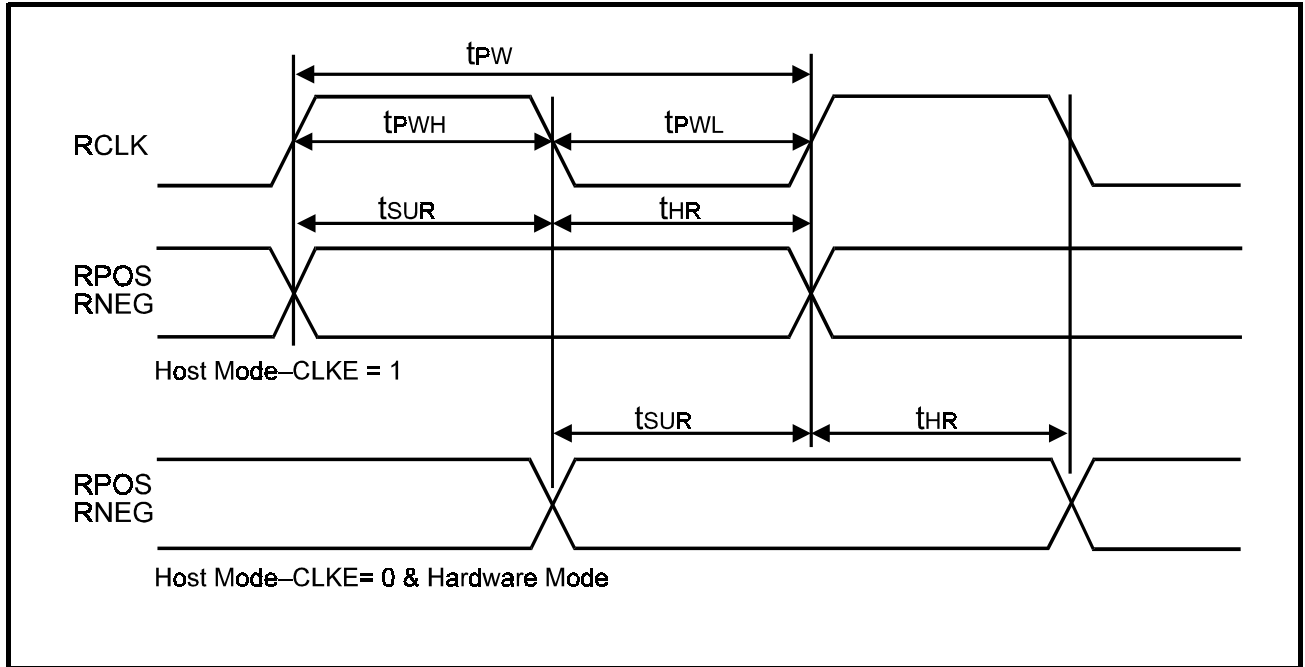 tPW
RCLK
tPWH
tPWL
tSUR
tHR
RPOS
RNEG
Host Mode–CLKE = 1
tSUR
tHR
RPOS
RNEG
Host Mode–CLKE= 0 & Hardware Mode